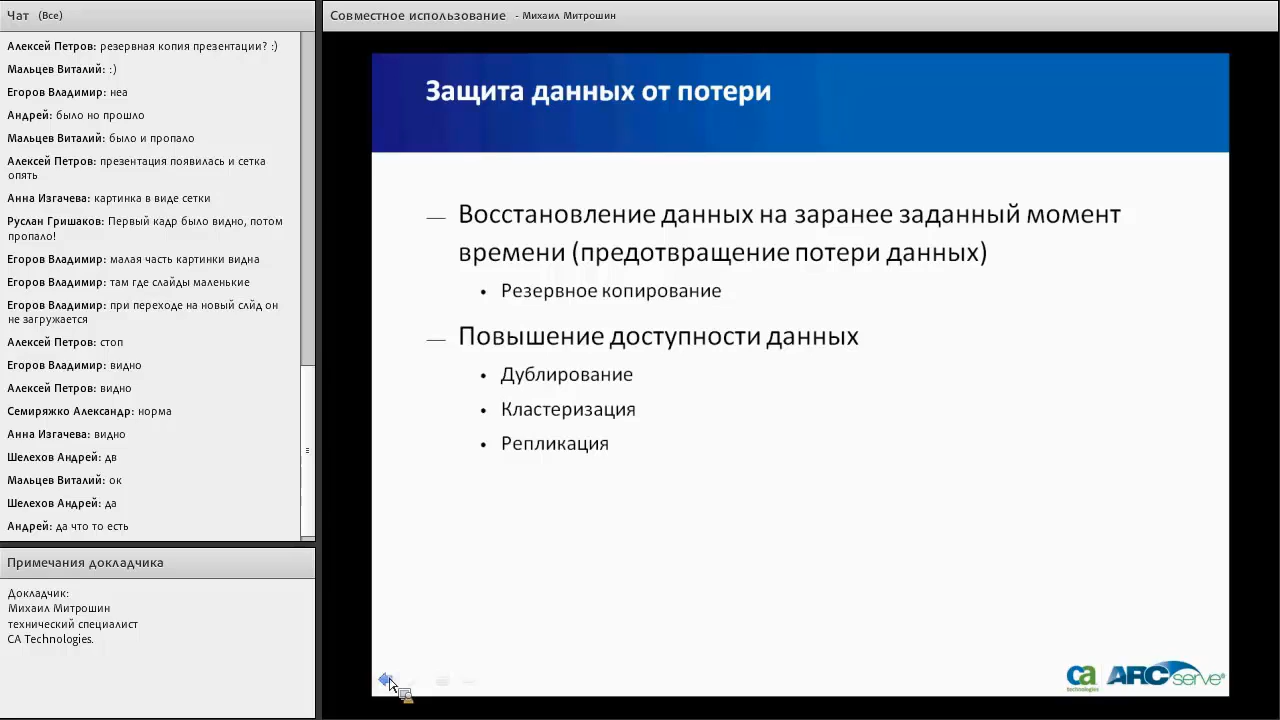 Чат (Все)
Алексей Петров: резервная копия презентации? :)
Мальцев Виталий: :)
Егоров Владимир: неа
Андрей: было но прошло
Мальцев Виталий: было и пропало
Алексей Петров: презентация появилась и сетка
опять
Анна Изгачева: картинка в виде сетки
Руслан Гришаков: Первый кадр было видно, потом
пропало!
Егоров Владимир: малая часть картинки видна
Егоров Владимир: там где слайды маленькие
Егоров Владимир: при переходе на новый слйд он
не загружается
Алексей Петров: стоп
Егоров Владимир: видно
Алексей Петров: видно
Семиряжко Александр: норма
Анна Изгачева: видно
Шелехов Андрей: дв
Мальцев Виталий: ок
Шелехов Андрей: да
Андрей: да что то есть
Примечания докладчика
Докладчик:
Михаил Митрошин
технический специалист
CA Technologies.
Совместное использование - Михаил Митрошин
Защита данных от потери
— Восстановление данных на заранее заданный момент
времени (предотвращение потери данных)
• Резервное копирование
— Повышение доступности данных
• Дублирование
• Кластеризация
• Репликация
ca technologies ARCserve®